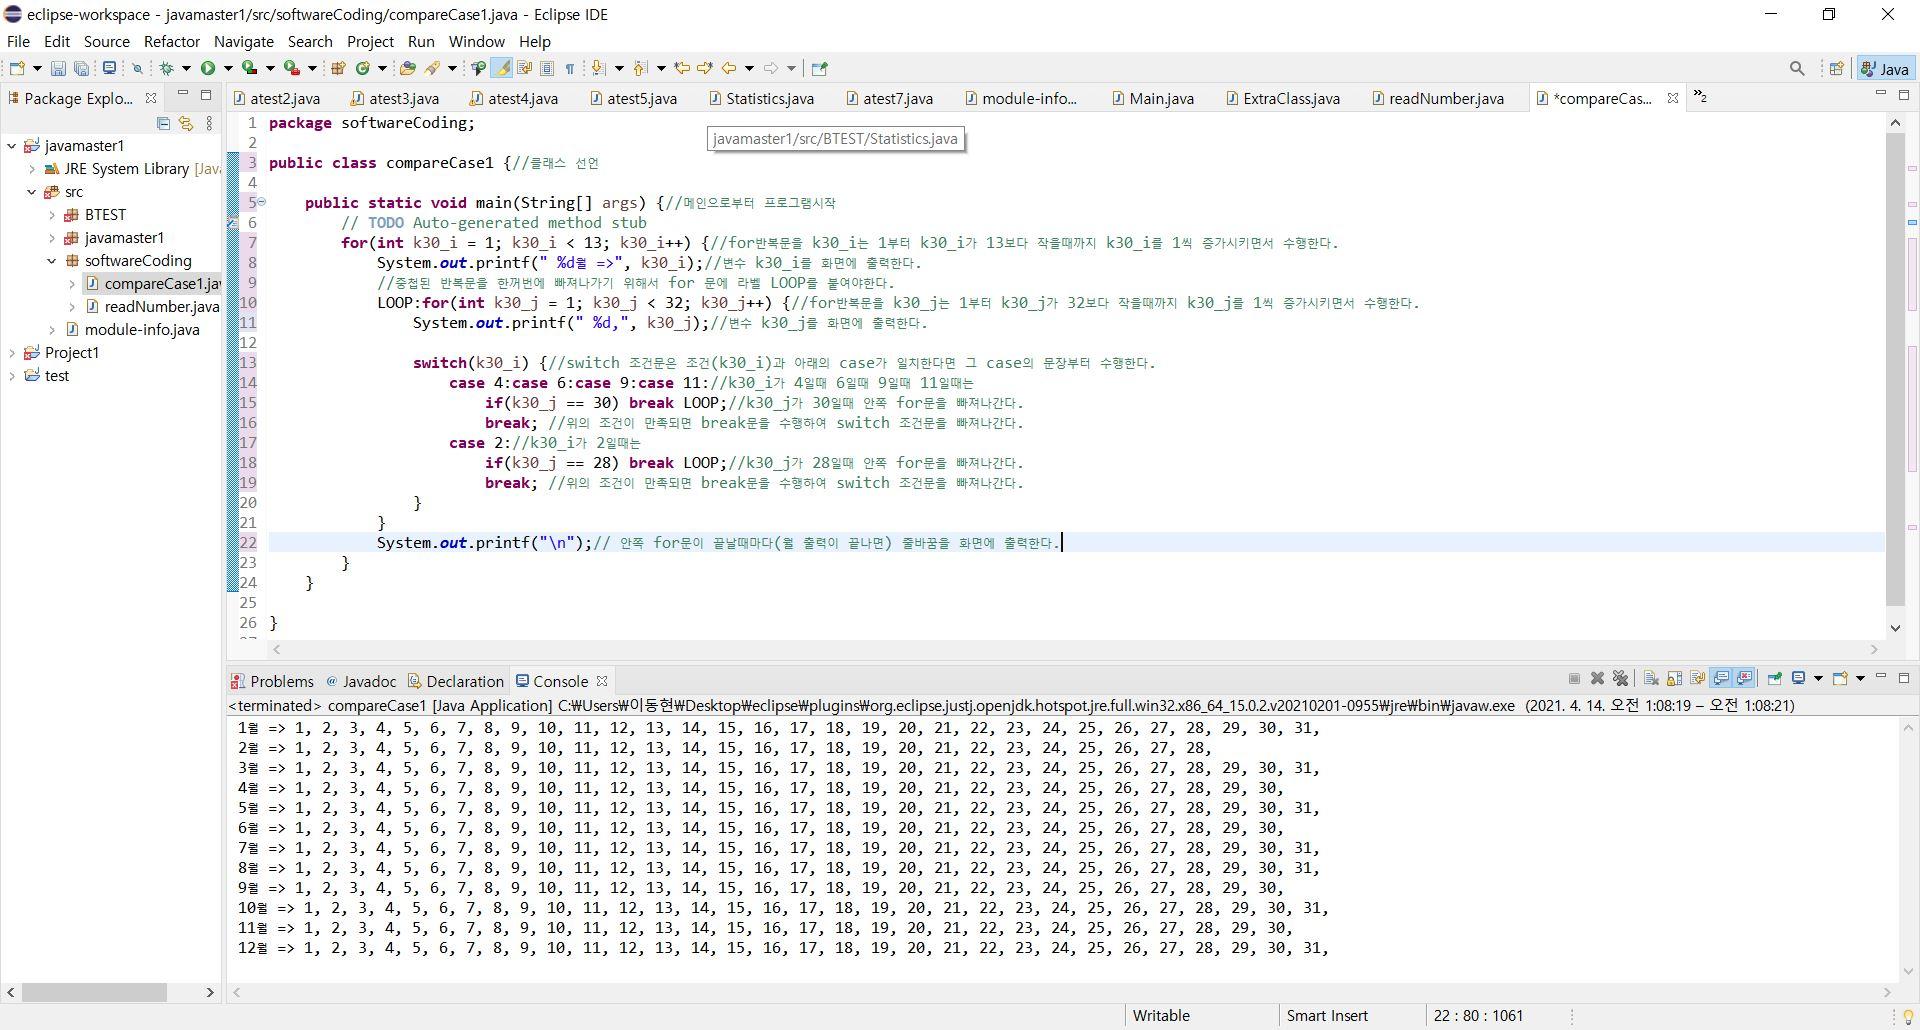 eclipse-workspace - javamaster1/src/softwareCoding/compareCase1.java - Eclipse IDE
File Edit Source Refactor Navigate Search Project Run Window Help
Java
Package Explo...
atest2.java atest3.java atest4.java atest5.java Statistics.java atest7.java module-info... Main.java ExtraClass.java readNumber.java *compareCas... »2
javamaster1/src/BTEST/Statistics.java
javamaster1
JRE System Library [Java
src
BTEST
javamaster1
softwareCoding
compareCase1.jav
readNumber.java
module-info.java
Project1
test
1 package softwareCoding;
2
3 public class compareCase1 {//클래스 선언
4
5 public static void main(String[] args) {//메인으로부터 프로그램시작
6 // TODO Auto-generated method stub
7 for(int k30_i = 1; k30_i < 13; k30_i++) {//for반복문을 k30_i는 1부터 k30_i가 13보다 작을때까지 k30_i를 1씩 증가시키면서 수행한다.
8 System.out.printf(" %d월 =>", k30_i);//변수 k30_i를 화면에 출력한다.
9 //중첩된 반복문을 한꺼번에 빠져나가기 위해서 for 문에 라벨 LOOP를 붙여야한다.
10 LOOP:for(int k30_j = 1; k30_j < 32; k30_j++) {//for반복문을 k30_j는 1부터 k30_j가 32보다 작을때까지 k30_j를 1씩 증가시키면서 수행한다.
11 System.out.printf(" %d,", k30_j);//변수 k30_j를 화면에 출력한다.
12
13 switch(k30_i) {//switch 조건문은 조건(k30_i)과 아래의 case가 일치한다면 그 case의 문장부터 수행한다.
14 case 4:case 6:case 9:case 11://k30_i가 4일때 6일때 9일때 11일때는
15 if(k30_j == 30) break LOOP;//k30_j가 30일때 안쪽 for문을 빠져나간다.
16 break; //위의 조건이 만족되면 break문을 수행하여 switch 조건문을 빠져나간다.
17 case 2://k30_i가 2일때는
18 if(k30_j == 28) break LOOP;//k30_j가 28일때 안쪽 for문을 빠져나간다.
19 break; //위의 조건이 만족되면 break문을 수행하여 switch 조건문을 빠져나간다.
20 }
21 }
22 System.out.printf("\n");// 안쪽 for문이 끝날때마다(월 출력이 끝나면) 줄바꿈을 화면에 출력한다.
23 }
24 }
25
26 }
Problems Javadoc Declaration Console
<terminated> compareCase1 [Java Application] C:₩Users₩이동현₩Desktop₩eclipse₩plugins₩org.eclipse.justj.openjdk.hotspot.jre.full.win32.x86_64_15.0.2.v20210201-0955₩jre₩bin₩javaw.exe (2021. 4. 14. 오전 1:08:19 – 오전 1:08:21)
1월 => 1, 2, 3, 4, 5, 6, 7, 8, 9, 10, 11, 12, 13, 14, 15, 16, 17, 18, 19, 20, 21, 22, 23, 24, 25, 26, 27, 28, 29, 30, 31,
2월 => 1, 2, 3, 4, 5, 6, 7, 8, 9, 10, 11, 12, 13, 14, 15, 16, 17, 18, 19, 20, 21, 22, 23, 24, 25, 26, 27, 28,
3월 => 1, 2, 3, 4, 5, 6, 7, 8, 9, 10, 11, 12, 13, 14, 15, 16, 17, 18, 19, 20, 21, 22, 23, 24, 25, 26, 27, 28, 29, 30, 31,
4월 => 1, 2, 3, 4, 5, 6, 7, 8, 9, 10, 11, 12, 13, 14, 15, 16, 17, 18, 19, 20, 21, 22, 23, 24, 25, 26, 27, 28, 29, 30,
5월 => 1, 2, 3, 4, 5, 6, 7, 8, 9, 10, 11, 12, 13, 14, 15, 16, 17, 18, 19, 20, 21, 22, 23, 24, 25, 26, 27, 28, 29, 30, 31,
6월 => 1, 2, 3, 4, 5, 6, 7, 8, 9, 10, 11, 12, 13, 14, 15, 16, 17, 18, 19, 20, 21, 22, 23, 24, 25, 26, 27, 28, 29, 30,
7월 => 1, 2, 3, 4, 5, 6, 7, 8, 9, 10, 11, 12, 13, 14, 15, 16, 17, 18, 19, 20, 21, 22, 23, 24, 25, 26, 27, 28, 29, 30, 31,
8월 => 1, 2, 3, 4, 5, 6, 7, 8, 9, 10, 11, 12, 13, 14, 15, 16, 17, 18, 19, 20, 21, 22, 23, 24, 25, 26, 27, 28, 29, 30, 31,
9월 => 1, 2, 3, 4, 5, 6, 7, 8, 9, 10, 11, 12, 13, 14, 15, 16, 17, 18, 19, 20, 21, 22, 23, 24, 25, 26, 27, 28, 29, 30,
10월 => 1, 2, 3, 4, 5, 6, 7, 8, 9, 10, 11, 12, 13, 14, 15, 16, 17, 18, 19, 20, 21, 22, 23, 24, 25, 26, 27, 28, 29, 30, 31,
11월 => 1, 2, 3, 4, 5, 6, 7, 8, 9, 10, 11, 12, 13, 14, 15, 16, 17, 18, 19, 20, 21, 22, 23, 24, 25, 26, 27, 28, 29, 30,
12월 => 1, 2, 3, 4, 5, 6, 7, 8, 9, 10, 11, 12, 13, 14, 15, 16, 17, 18, 19, 20, 21, 22, 23, 24, 25, 26, 27, 28, 29, 30, 31,
Writable Smart Insert 22 : 80 : 1061